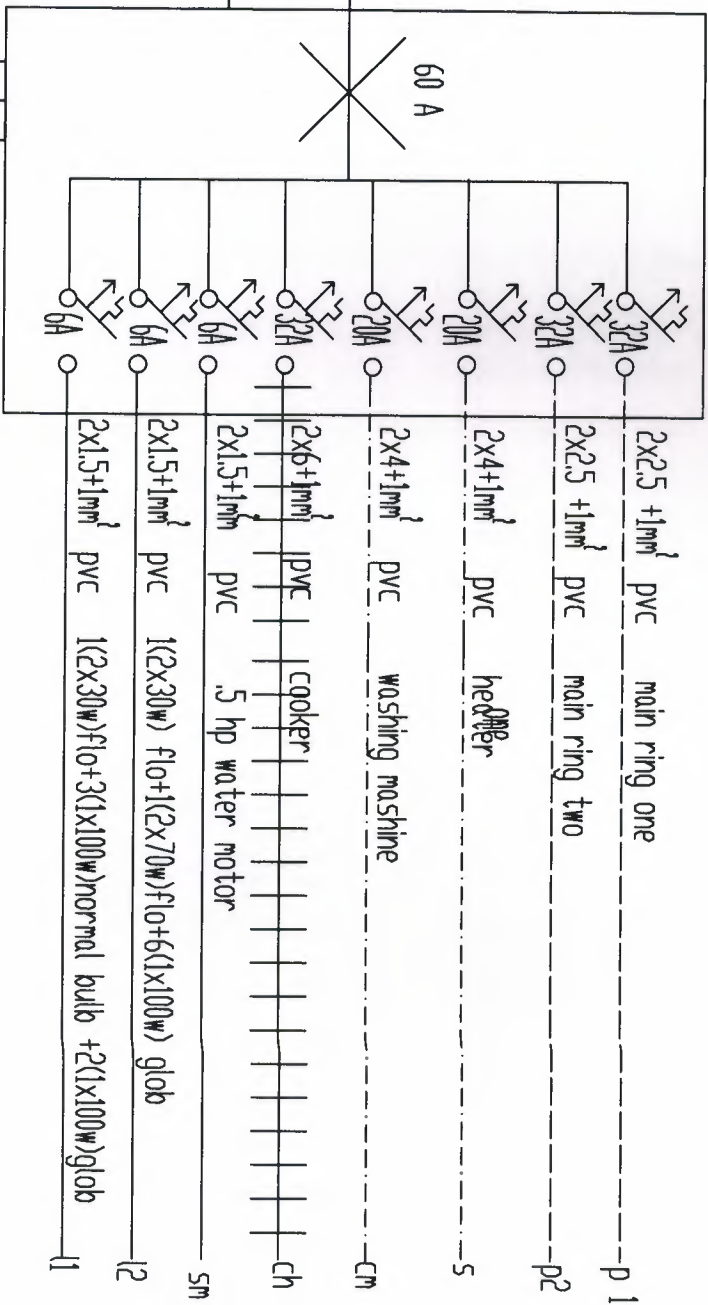 60 A
32A 2x2,5 +1mm² pvc main ring one p 1
32A 2x2,5 +1mm² pvc main ring two p2
20A 2x4+1mm² pvc one heater s
20A 2x4+1mm² pvc washing mashine cm
32A 2x6+1mm² pvc cooker ch
6A 2x1,5+1mm² pvc .5 hp water motor sm
6A 2x1.5+1mm² pvc 1(2x30w) flo+1(2x70w)flo+6(1x100w) glob l2
6A 2x1.5+1mm² pvc 1(2x30w)flo+3(1x100w)normal bulb +2(1x100w)glob l1